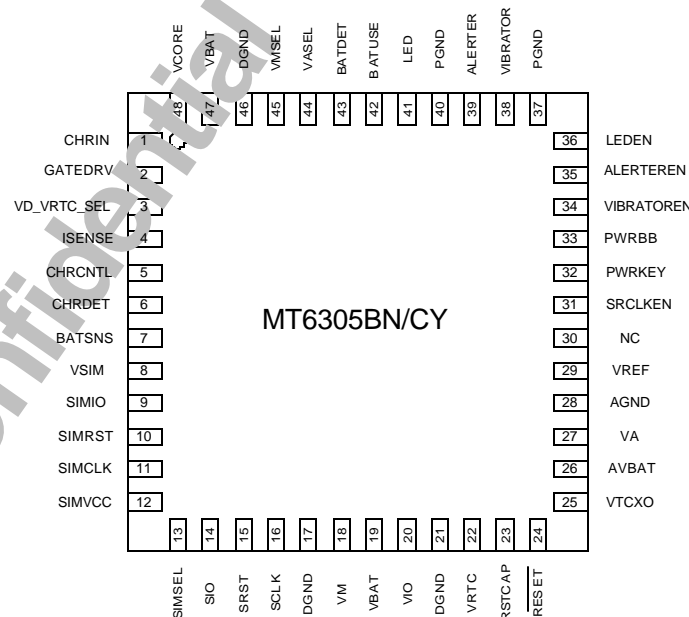 VCORE
VBAT
DGND
VMSEL
VASEL
BATDET
BATUSE
LED
PGND
ALERTER
VIBRATOR
PGND
48
47
46
45
44
43
42
41
40
39
38
37
CHRIN 1
GATEDRV 2
VD_VRTC_SEL 3
ISENSE 4
CHRCNTL 5
CHRDET 6
BATSNS 7
VSIM 8
SIMIO 9
SIMRST 10
SIMCLK 11
SIMVCC 12
MT6305BN/CY
36 LEDEN
35 ALERTEREN
34 VIBRATOREN
33 PWRBB
32 PWRKEY
31 SRCLKEN
30 NC
29 VREF
28 AGND
27 VA
26 AVBAT
25 VTCXO
13
14
15
16
17
18
19
20
21
22
23
24
SIMSEL
SIO
SRST
SCLK
DGND
VM
VBAT
VIO
DGND
VRTC
RSTCAP
RESET
onfidential